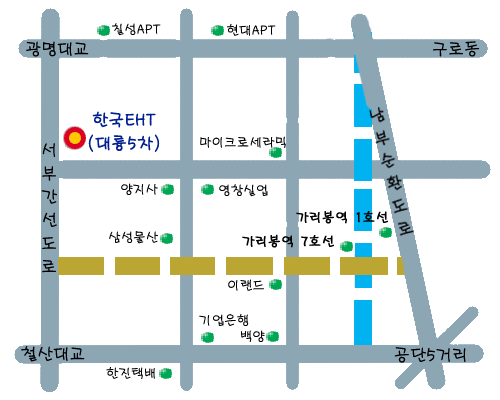 칠성APT
현대APT
광명대교
구로동
한국EHT
(대륭5차)
마이크로세라믹
남부순환도로
서부간선도로
양지사
영창실업
가리봉역 1호선
삼성물산
가리봉역 7호선
이랜드
기업은행
백양
철산대교
공단5거리
한진택배